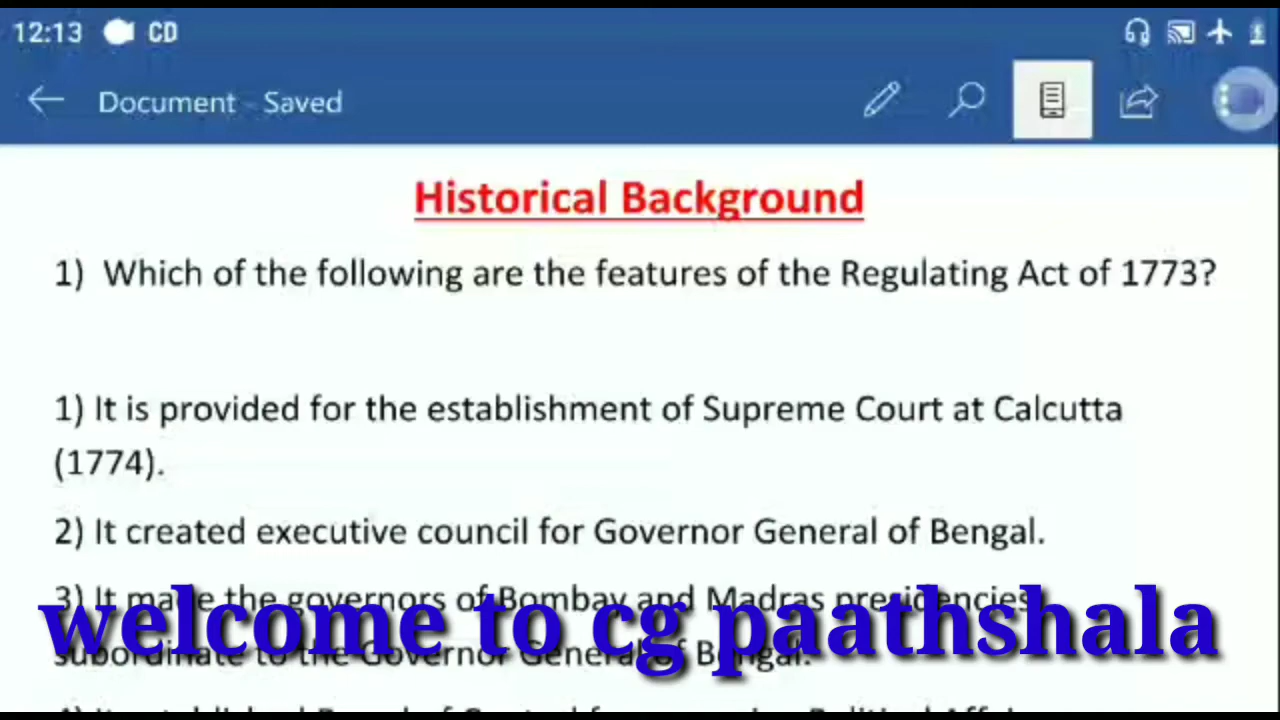 12:13 CD
Document - Saved
Historical Background
1) Which of the following are the features of the Regulating Act of 1773?
1) It is provided for the establishment of Supreme Court at Calcutta
(1774).
2) It created executive council for Governor General of Bengal.
3) It made the governors of Bombay and Madras presidencies
welcome to cg paathshala
subordinate to the Governor General of Bengal.